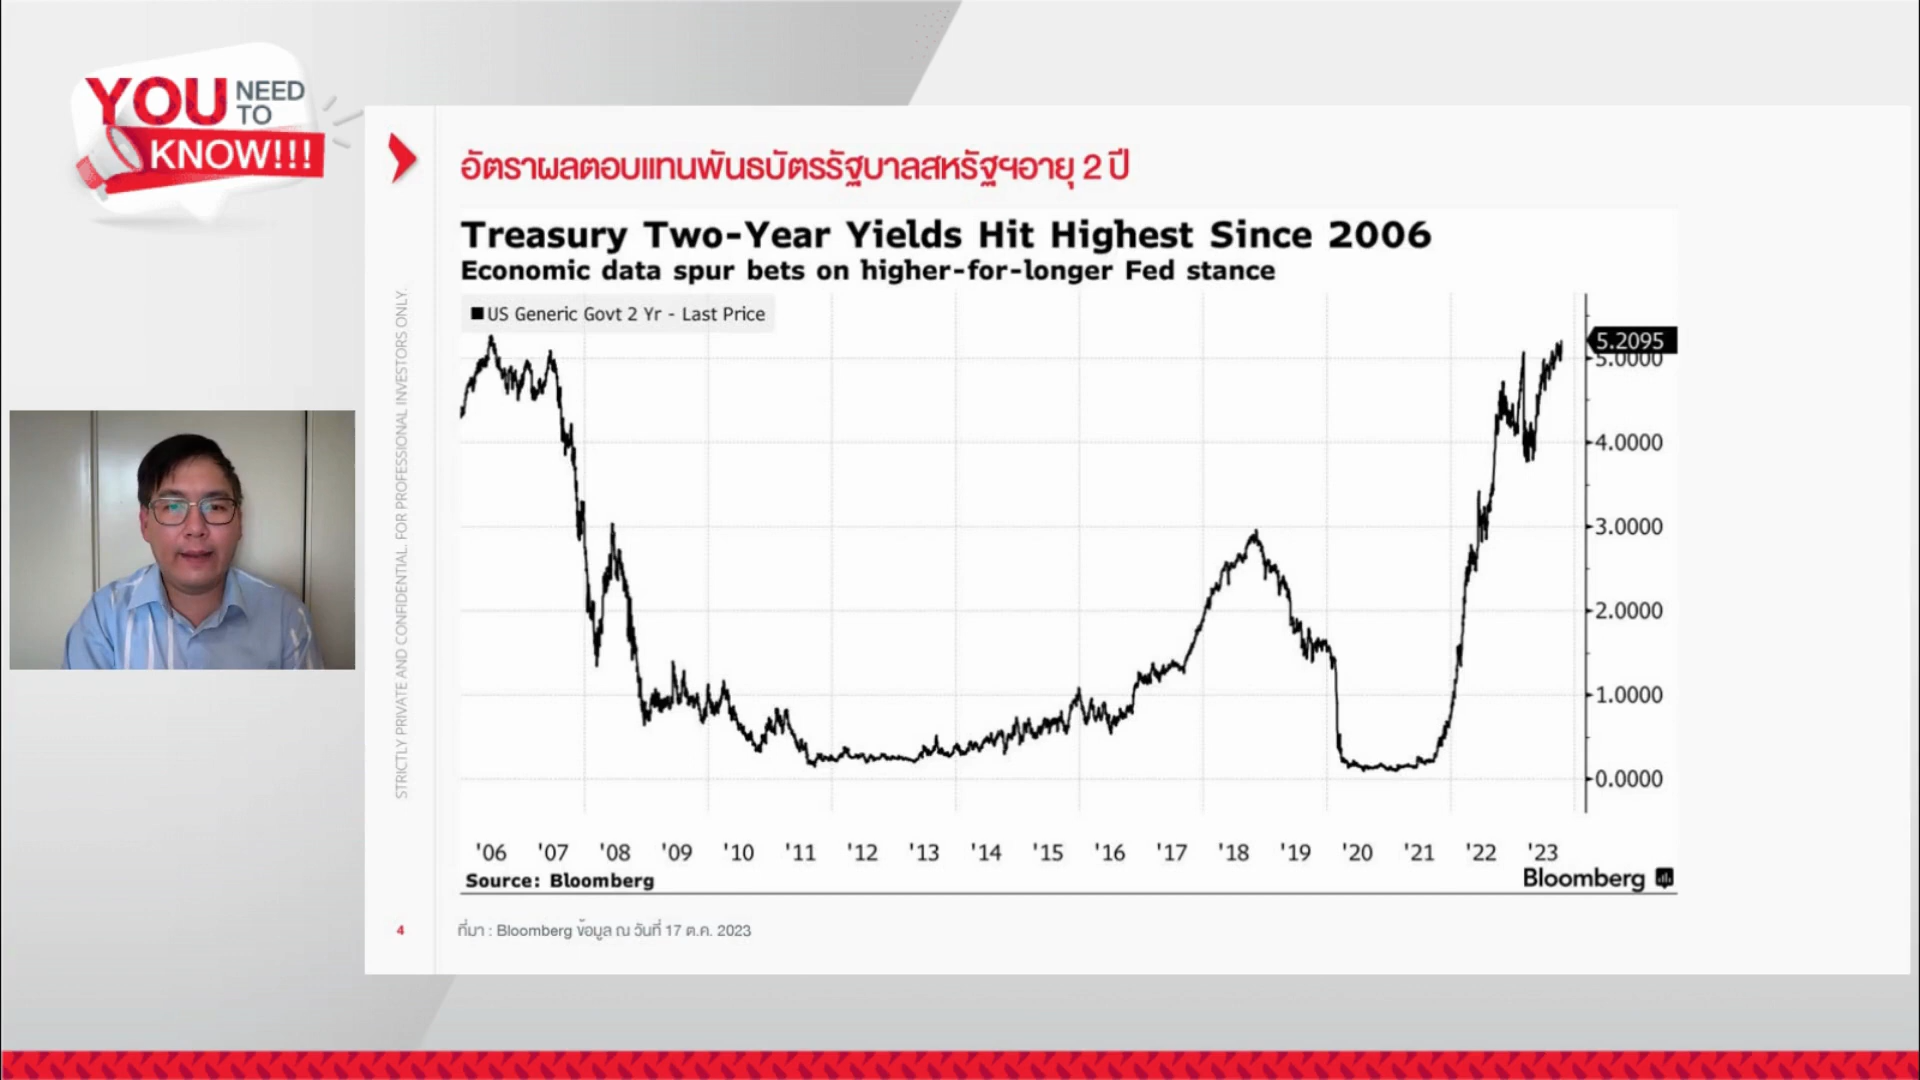 YOU NEED
TO
KNOW!!!
อัตราผลตอบแทนพันธบัตรรัฐบาลสหรัฐฯอายุ 2 ปี
Treasury Two-Year Yields Hit Highest Since 2006
Economic data spur bets on higher-for-longer Fed stance
US Generic Govt 2 Yr - Last Price
5.2095
5.0000
4.0000
3.0000
2.0000
1.0000
0.0000
'06 '07 '08 '09 '10 '11 '12 '13 '14 '15 '16 '17 '18 '19 '20 '21 '22 '23
Source: Bloomberg
Bloomberg
STRICTLY PRIVATE AND CONFIDENTIAL. FOR PROFESSIONAL INVESTORS ONLY.
4
ที่มา : Bloomberg ข้อมูล ณ วันที่ 17 ต.ค. 2023